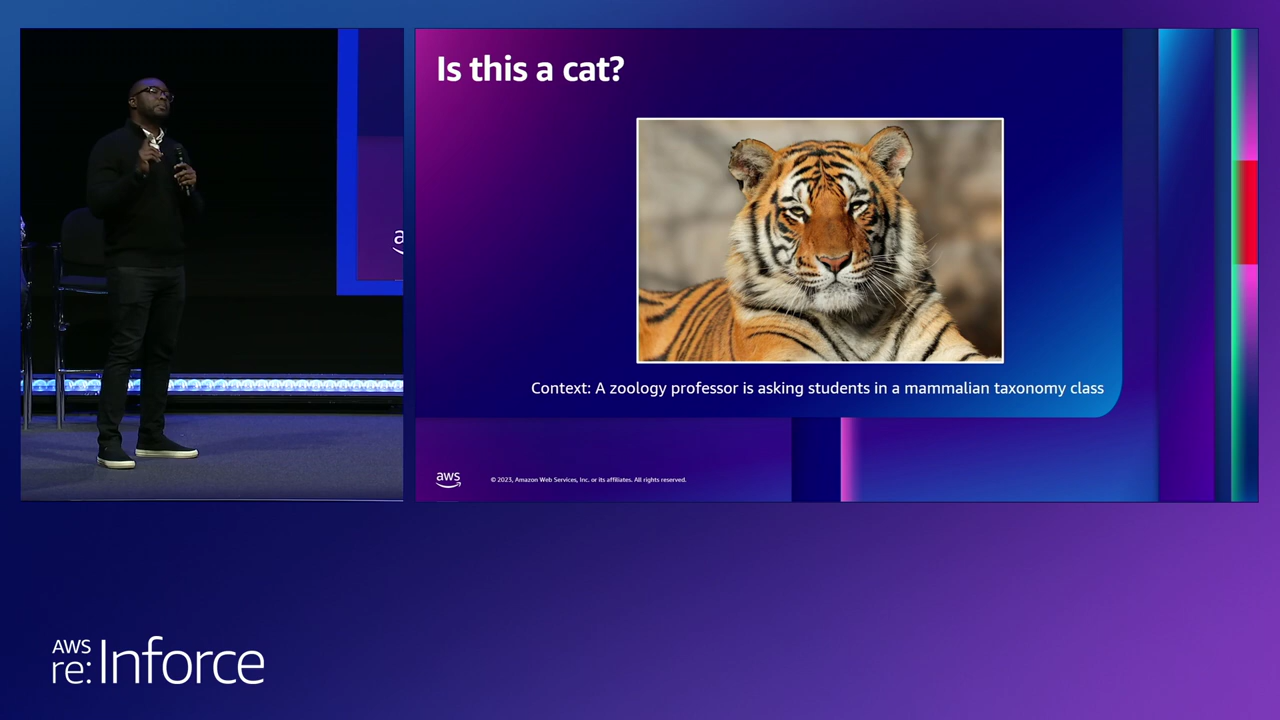 Is this a cat?
Context: A zoology professor is asking students in a mammalian taxonomy class
aws
© 2023, Amazon Web Services, Inc. or its affiliates. All rights reserved.
a
AWS
re:Inforce